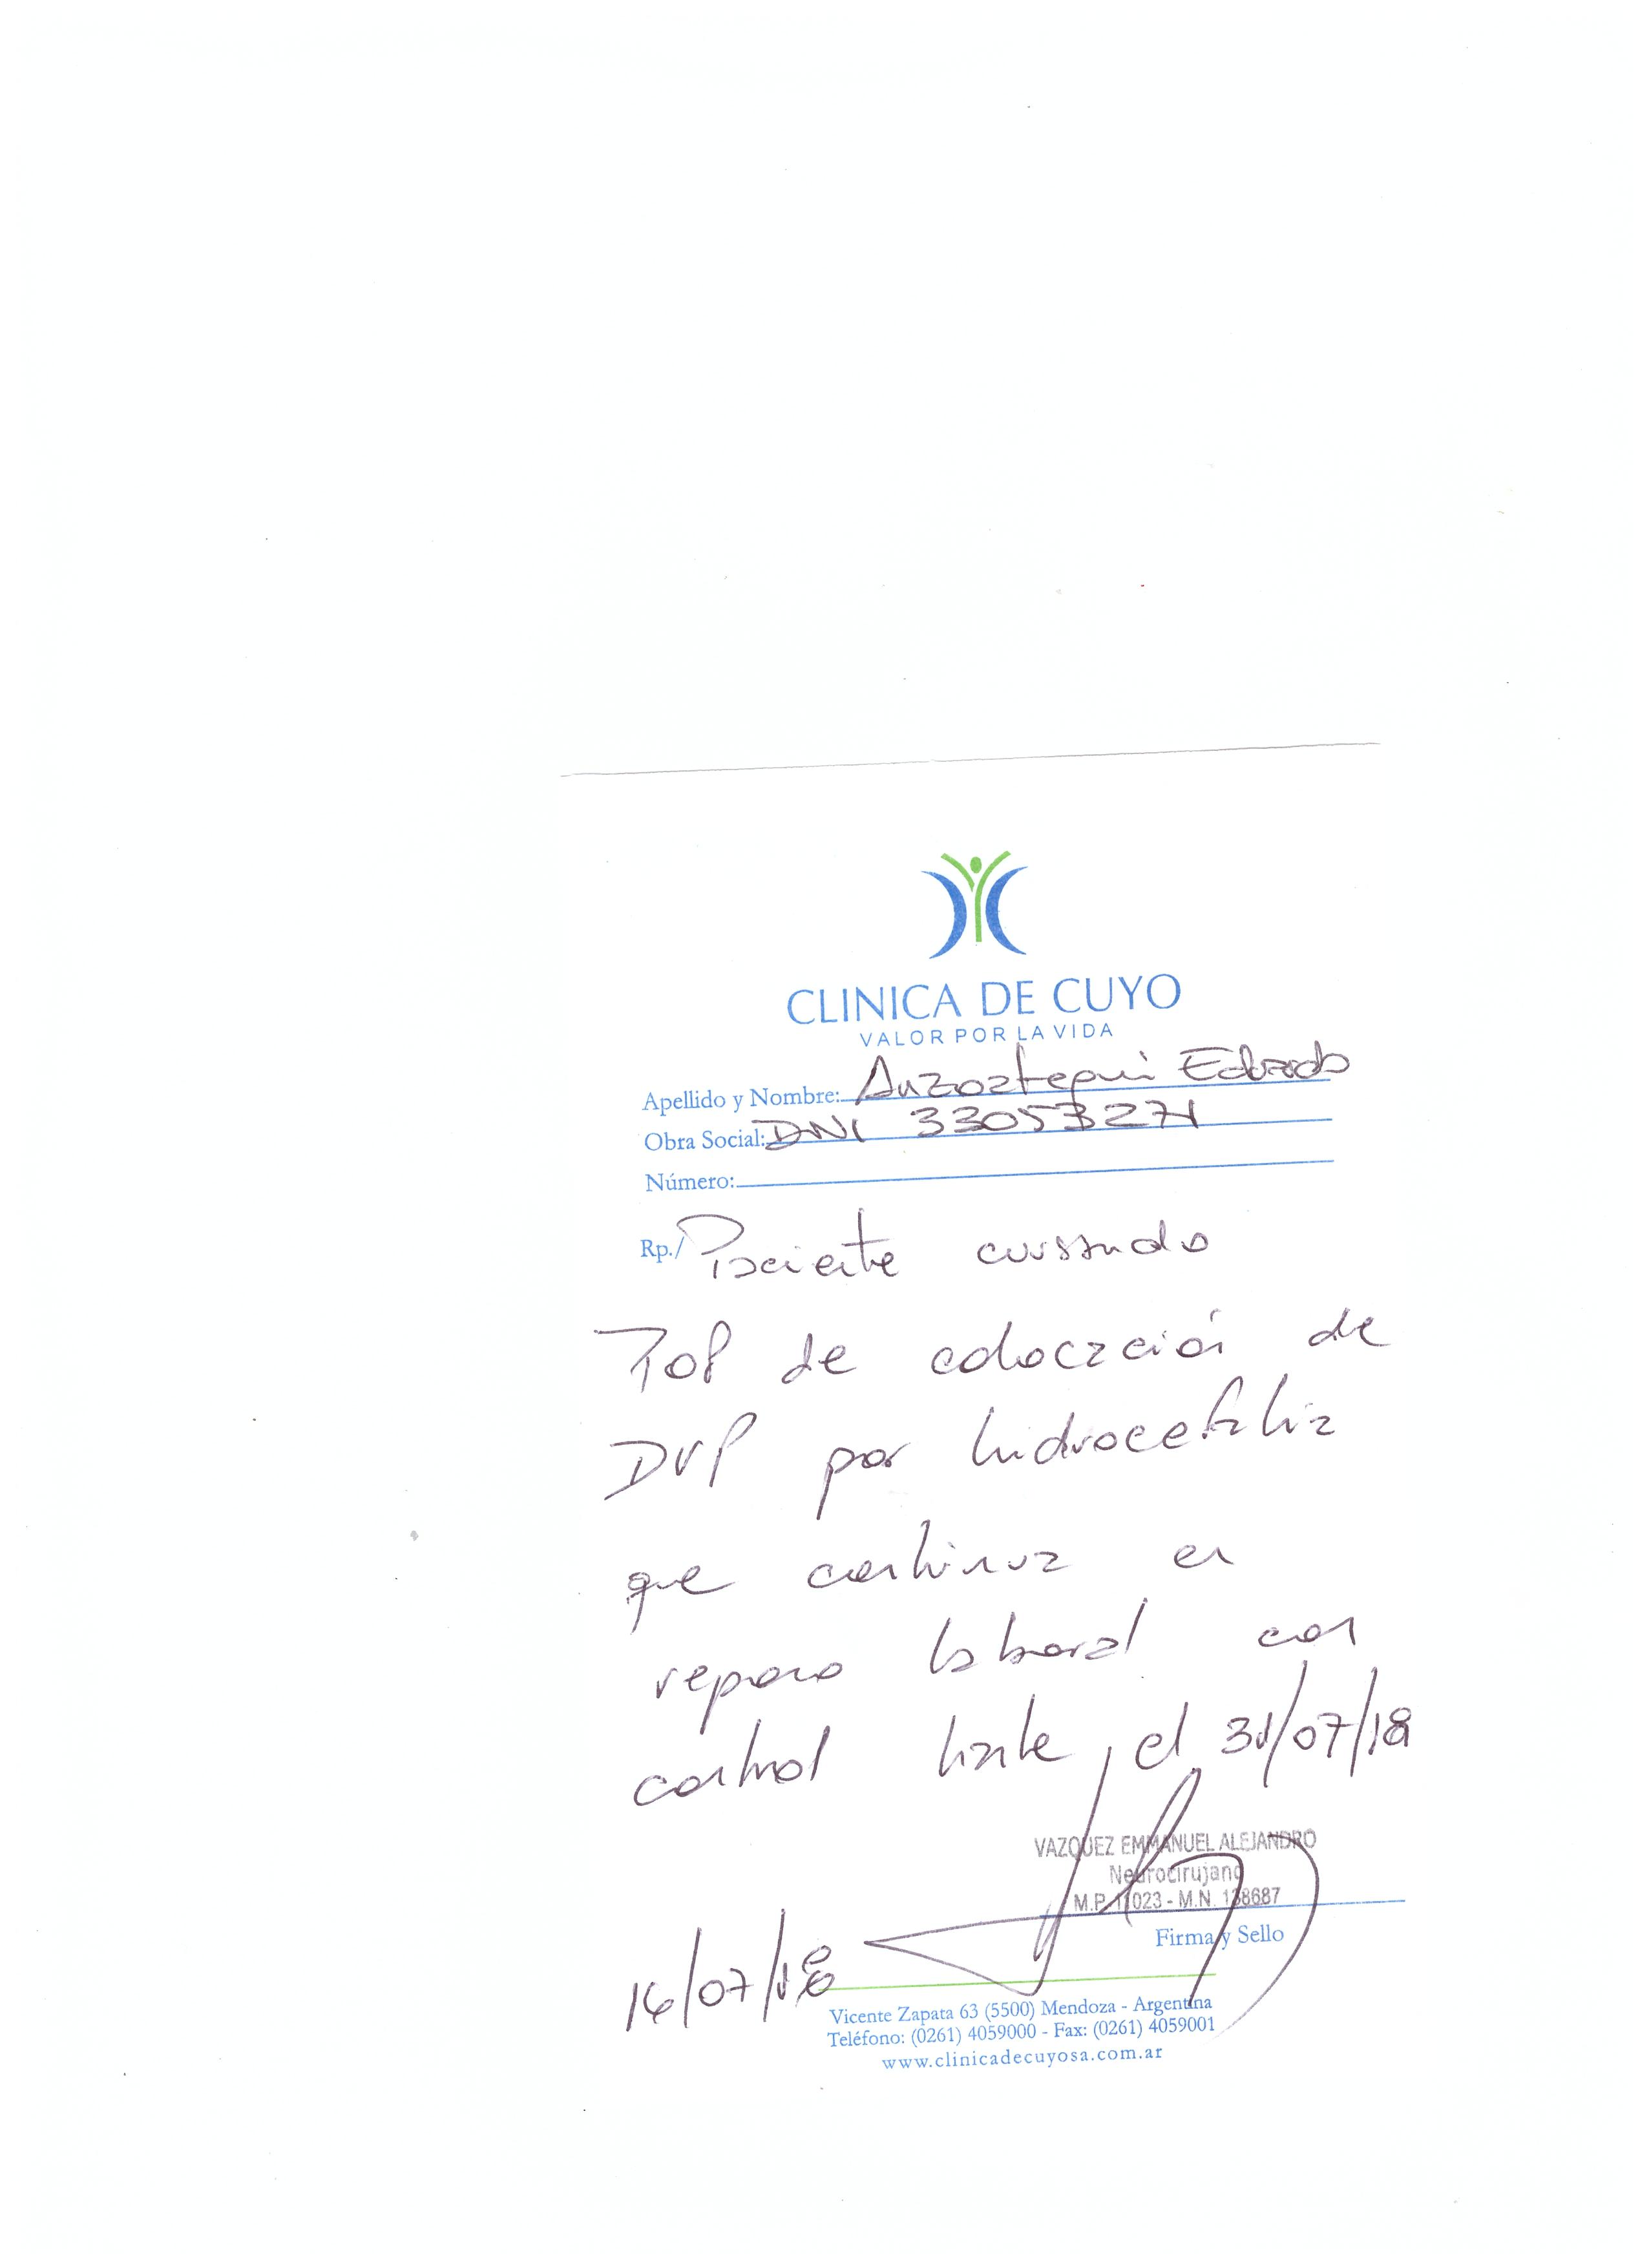 CLINICA DE CUYO
VALOR POR LA VIDA
Apellido y Nombre: Anzoategui Eduardo
Obra Social: DNI 33053271
Número:
Rp./ Paciente cursando
POP de colocación de
DVP por hidrocefalia
que continua en
reposo laboral con
control hasta el 31/07/18
VAZQUEZ EMMANUEL ALEJANDRO
Neurocirujano
M.P. 11023 - M.N. 138687
Firma y Sello
16/07/18
Vicente Zapata 63 (5500) Mendoza - Argentina
Teléfono: (0261) 4059000 - Fax: (0261) 4059001
www.clinicadecuyosa.com.ar